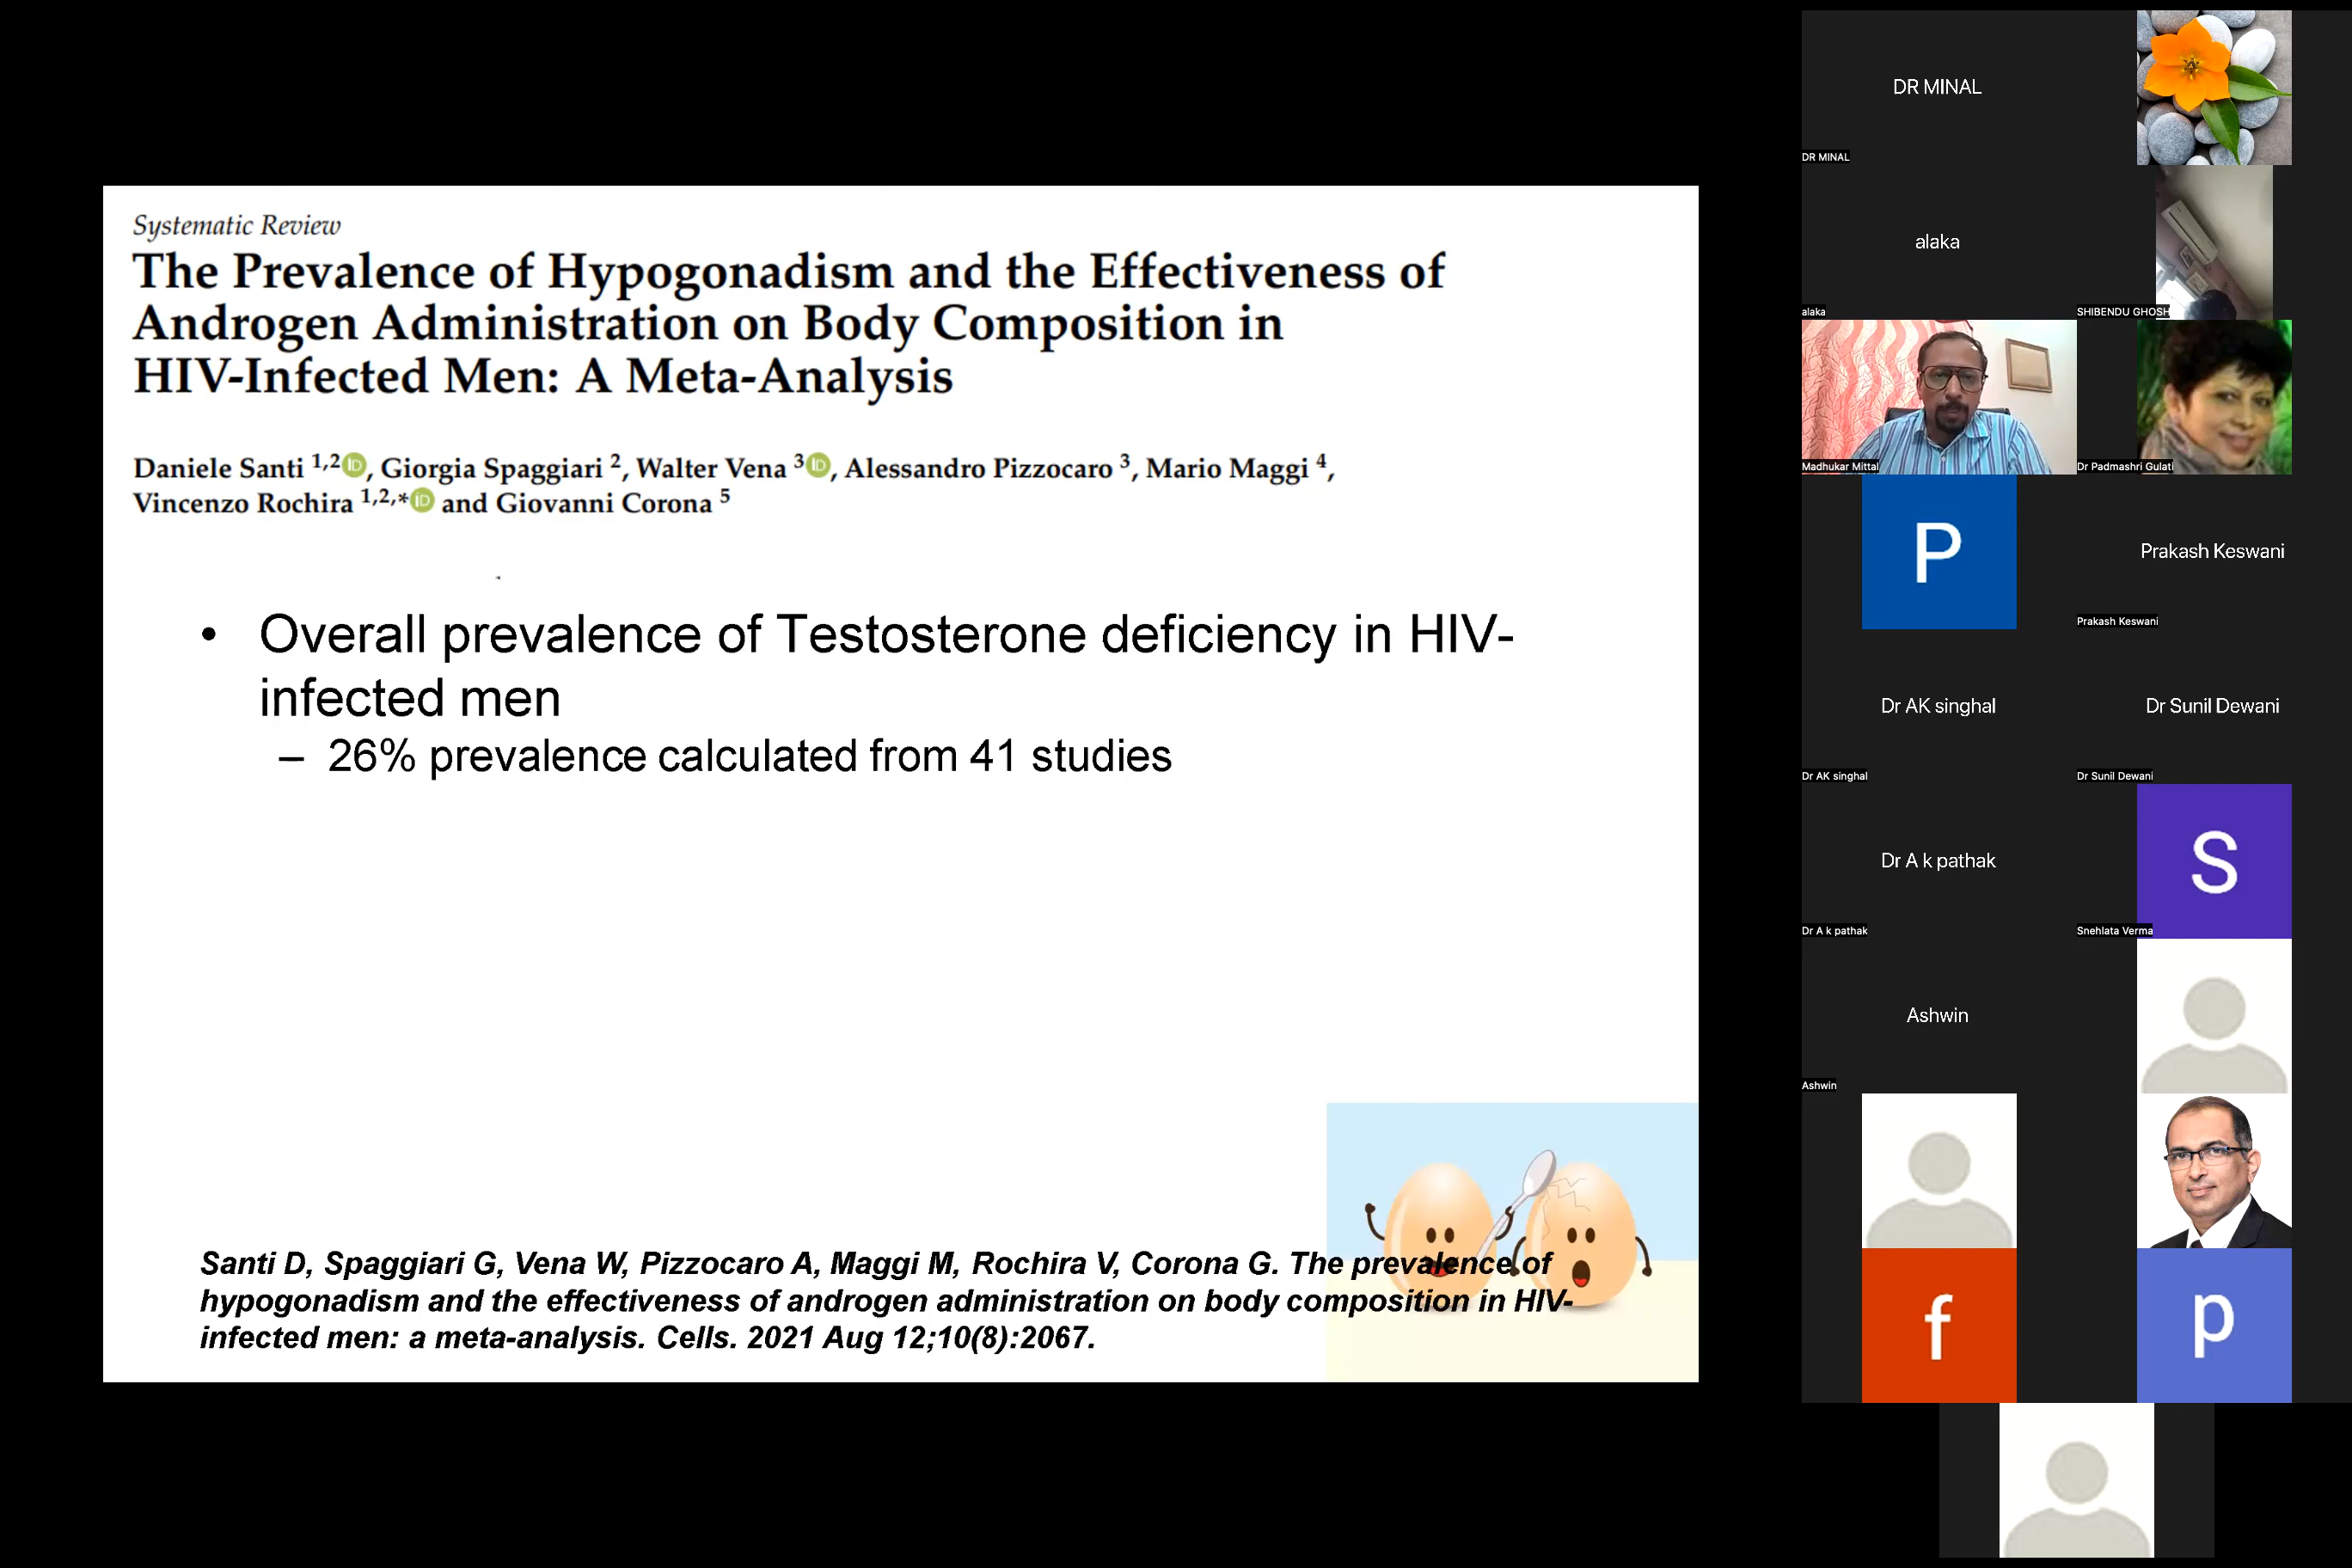 Systematic Review
The Prevalence of Hypogonadism and the Effectiveness of
Androgen Administration on Body Composition in
HIV-Infected Men: A Meta-Analysis
Daniele Santi 1,2 iD, Giorgia Spaggiari 2, Walter Vena 3 iD, Alessandro Pizzocaro 3, Mario Maggi 4,
Vincenzo Rochira 1,2,* iD and Giovanni Corona 5
• Overall prevalence of Testosterone deficiency in HIV-
infected men
– 26% prevalence calculated from 41 studies
Santi D, Spaggiari G, Vena W, Pizzocaro A, Maggi M, Rochira V, Corona G. The prevalence of
hypogonadism and the effectiveness of androgen administration on body composition in HIV-
infected men: a meta-analysis. Cells. 2021 Aug 12;10(8):2067.
DR MINAL
DR MINAL
alaka
alaka
SHIBENDU GHOSH
Madhukar Mittal
Dr Padmashri Gulati
P
Prakash Keswani
Prakash Keswani
Dr AK singhal
Dr AK singhal
Dr Sunil Dewani
Dr Sunil Dewani
Dr A k pathak
Dr A k pathak
S
Snehlata Verma
Ashwin
Ashwin
f
p